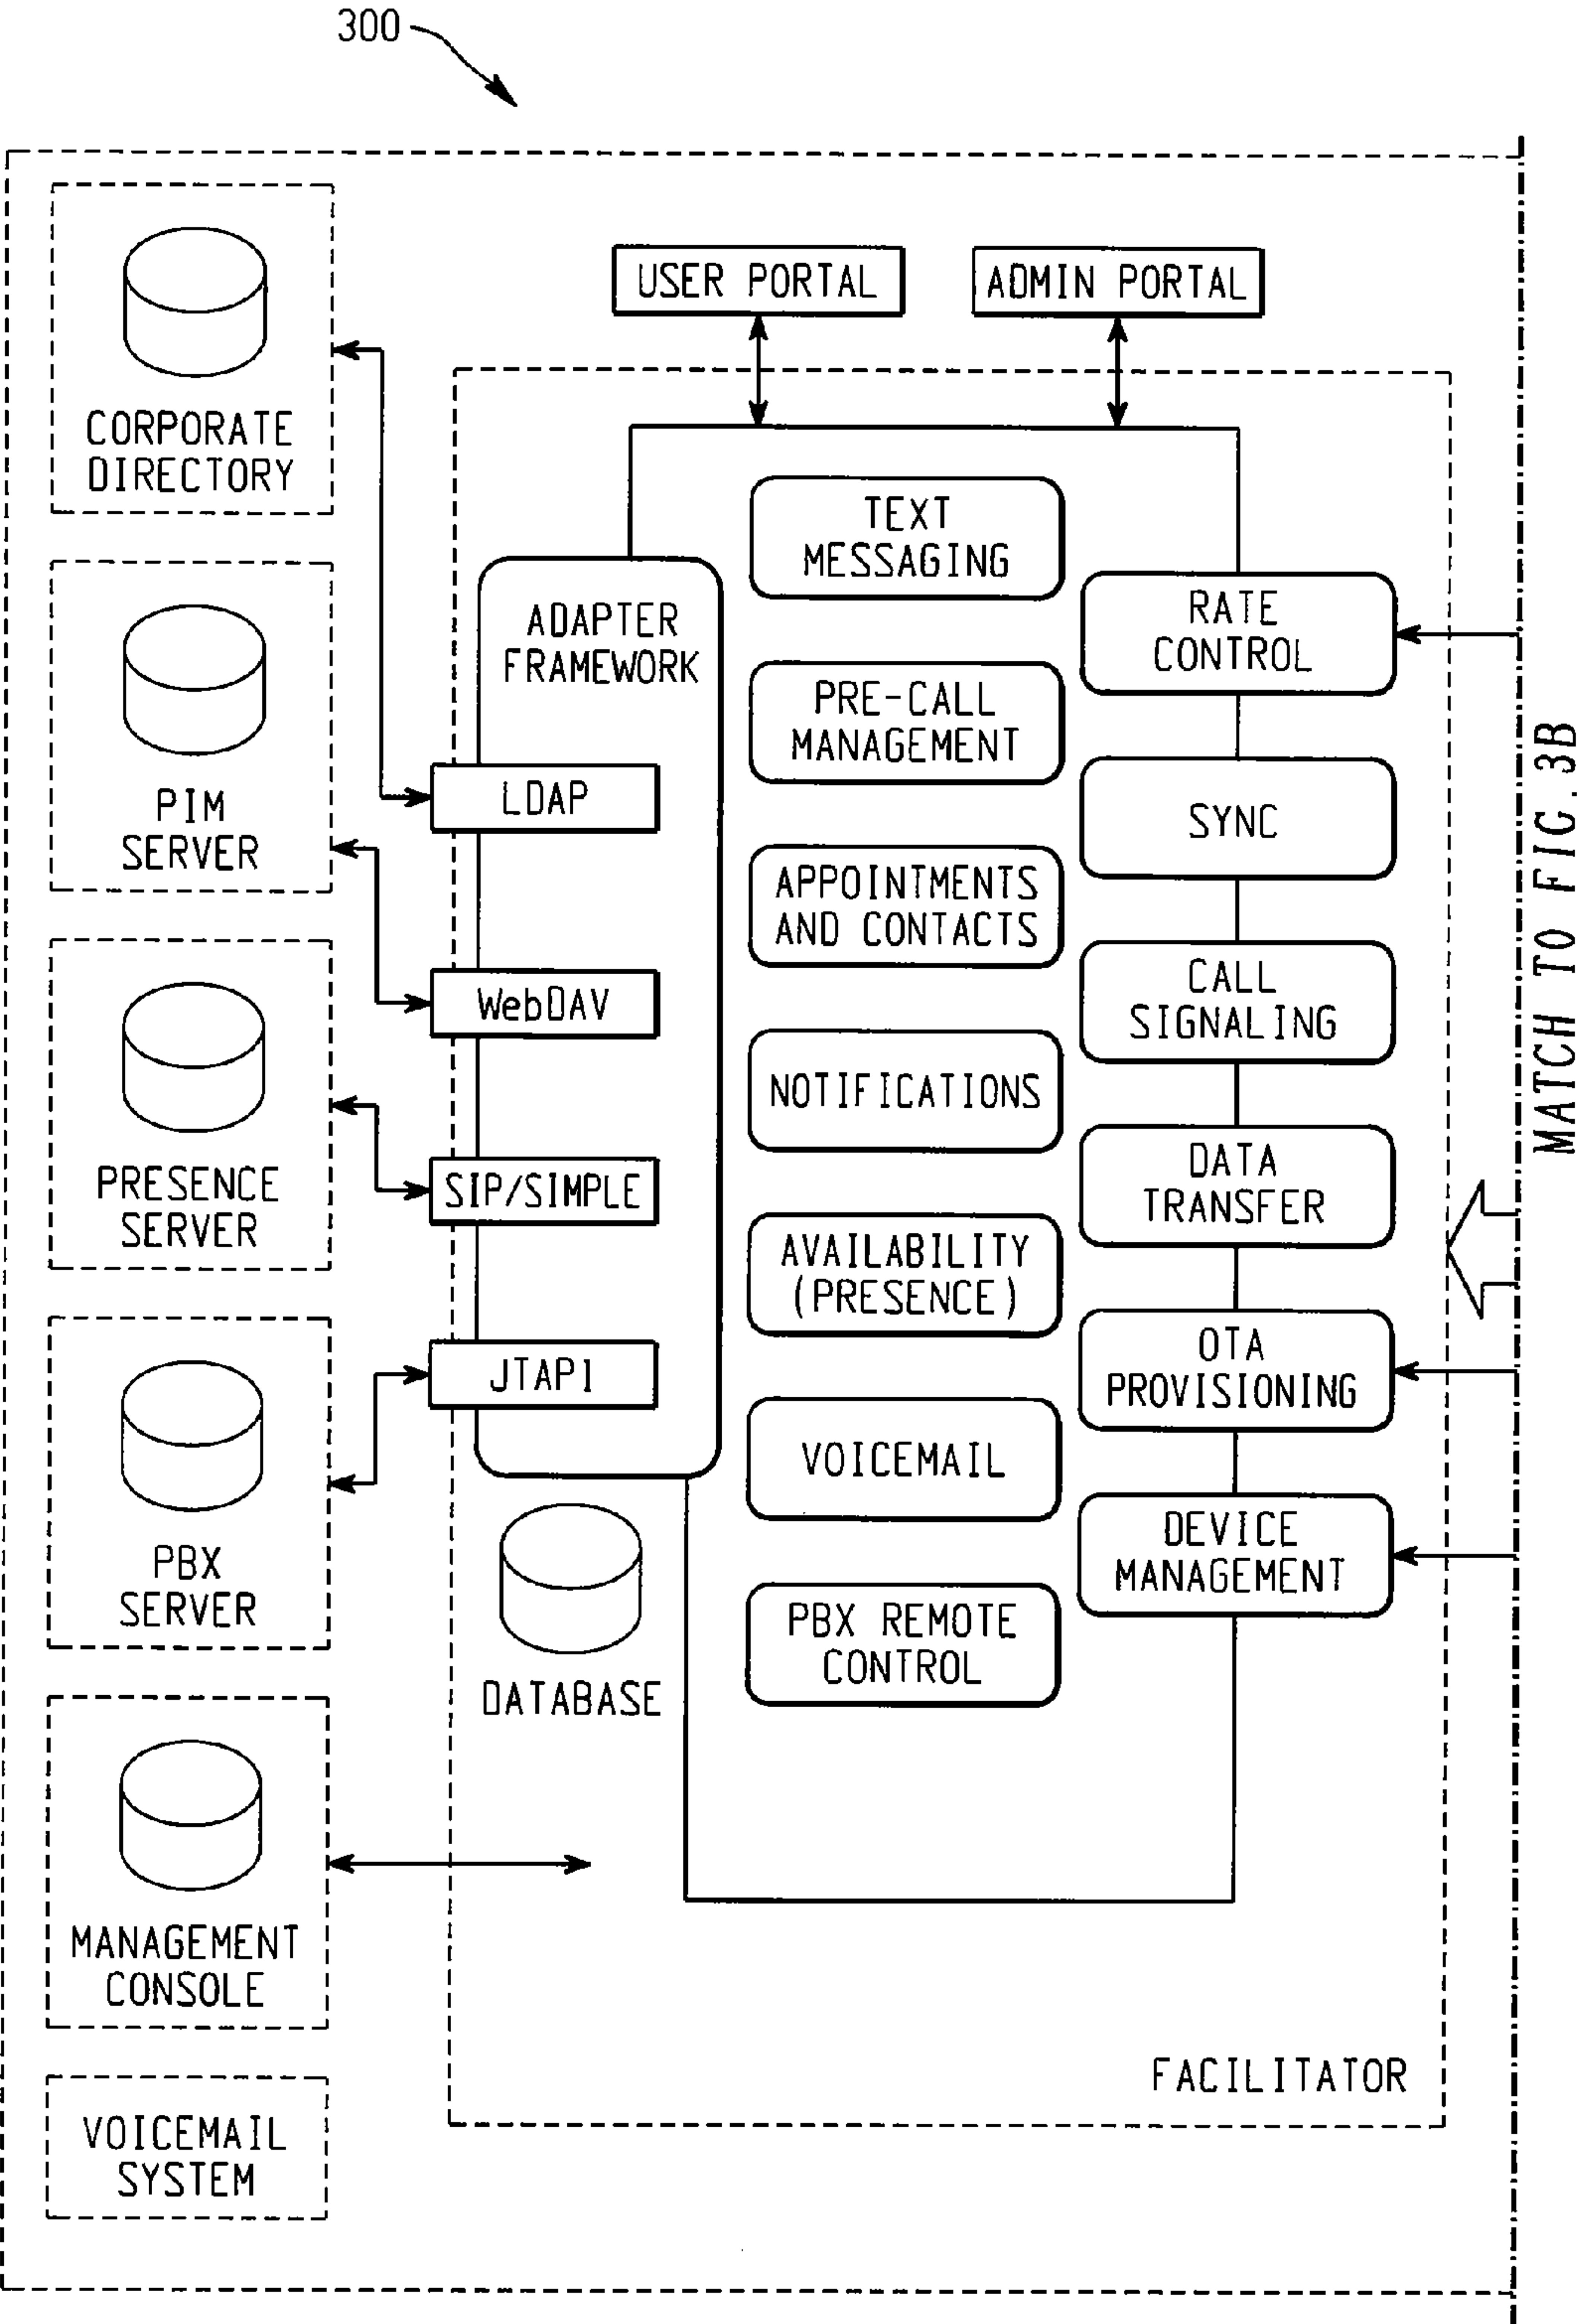 300
CORPORATE
DIRECTORY
PIM
SERVER
PRESENCE
SERVER
PBX
SERVER
MANAGEMENT
CONSOLE
VOICEMAIL
SYSTEM
USER PORTAL
ADMIN PORTAL
ADAPTER
FRAMEWORK
LDAP
WebDAV
SIP/SIMPLE
JTAPI
DATABASE
TEXT
MESSAGING
PRE-CALL
MANAGEMENT
APPOINTMENTS
AND CONTACTS
NOTIFICATIONS
AVAILABILITY
(PRESENCE)
VOICEMAIL
PBX REMOTE
CONTROL
RATE
CONTROL
SYNC
CALL
SIGNALING
DATA
TRANSFER
OTA
PROVISIONING
DEVICE
MANAGEMENT
FACILITATOR
MATCH TO FIG. 3B